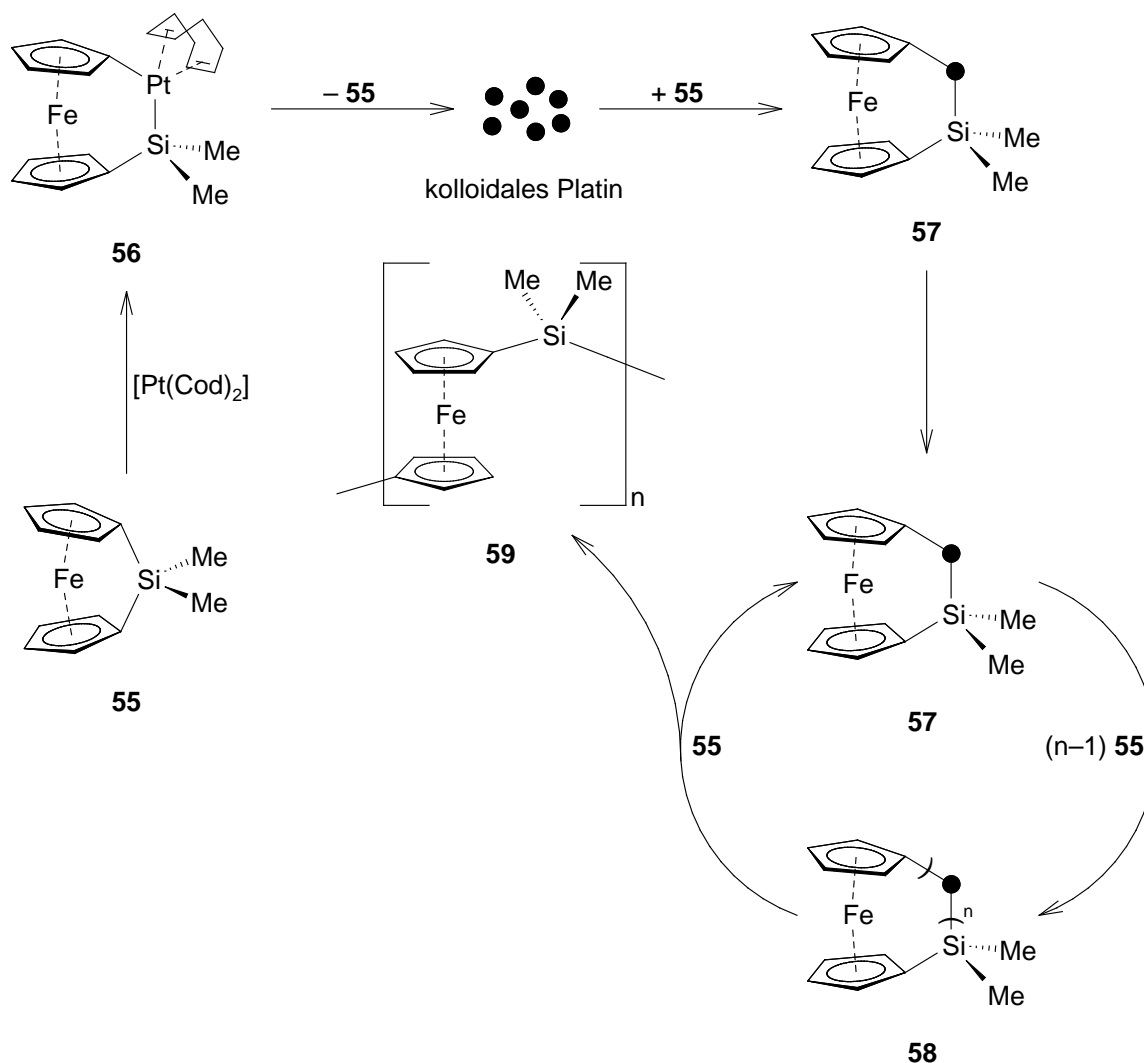 Pt
Fe
Si
Me
Me
56
– 55
kolloidales Platin
+ 55
Fe
Si
Me
Me
57
[Pt(Cod)2]
Me
Me
Si
Fe
n
59
Fe
Si
Me
Me
55
Fe
Si
Me
Me
57
55
(n–1) 55
Fe
n
Si
Me
Me
58